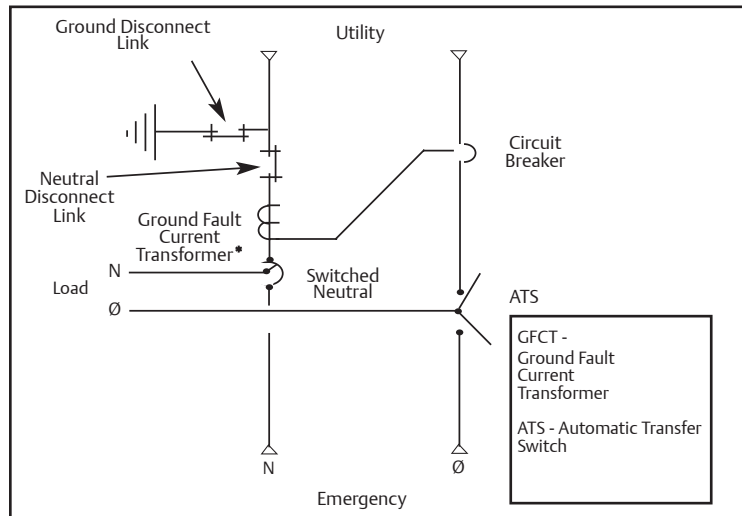 Ground Disconnect
Link
Utility
Circuit
Breaker
Neutral
Disconnect
Link
Ground Fault
Current
Transformer*
N
Switched
Neutral
Load
Ø
ATS
GFCT -
Ground Fault
Current
Transformer
ATS - Automatic Transfer
Switch
N
Ø
Emergency